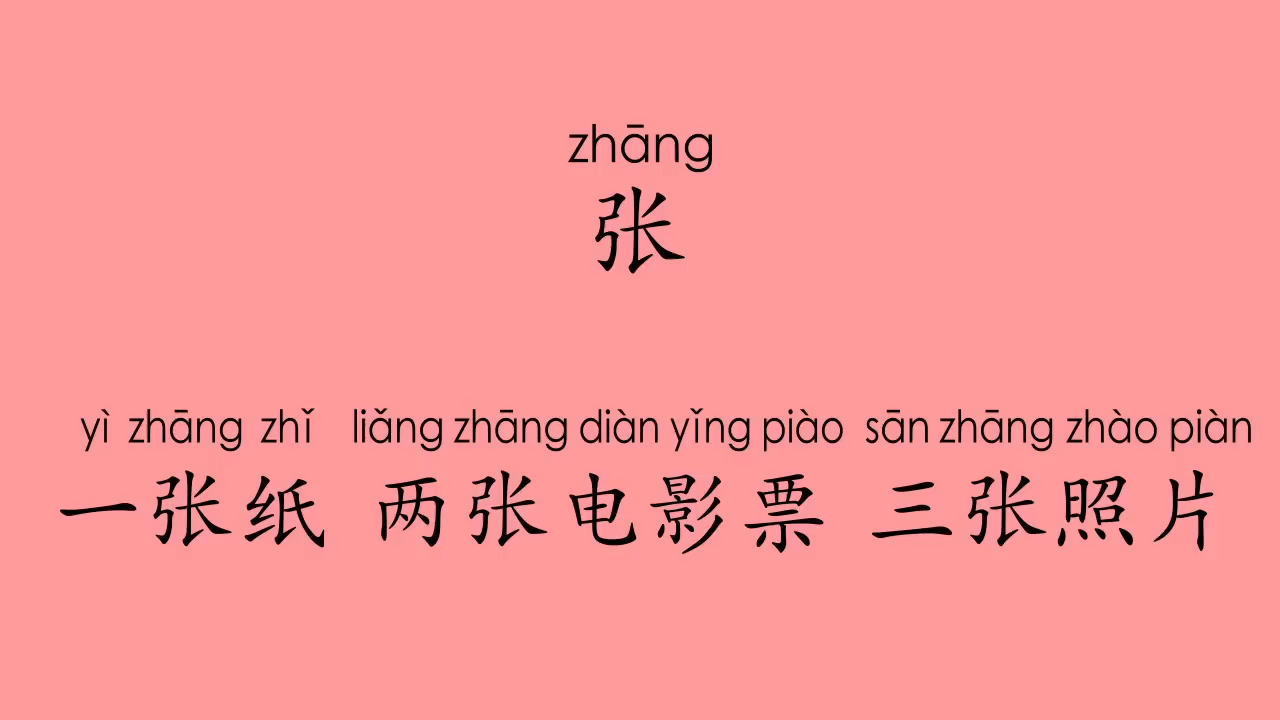 zhāng
张
yì zhāng zhǐ liǎng zhāng diàn yǐng piào sān zhāng zhào piàn
一张纸 两张电影票 三张照片